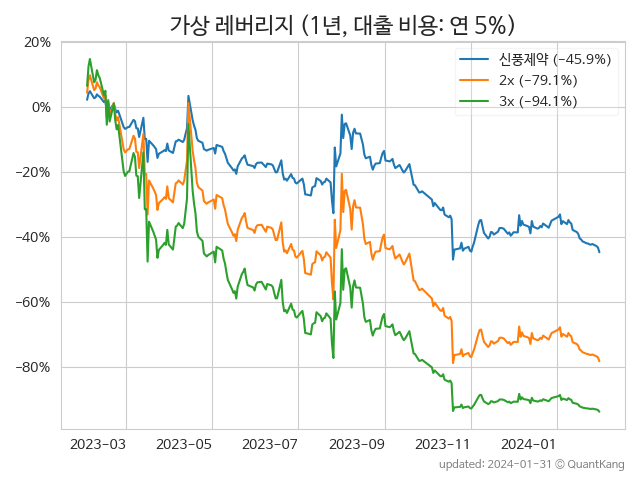 가상 레버리지 (1년, 대출 비용: 연 5%)
신풍제약 (−45.9%)
2x (−79.1%)
3x (−94.1%)
20%
0%
−20%
−40%
−60%
−80%
2023-03 2023-05 2023-07 2023-09 2023-11 2024-01
updated: 2024-01-31 © QuantKang